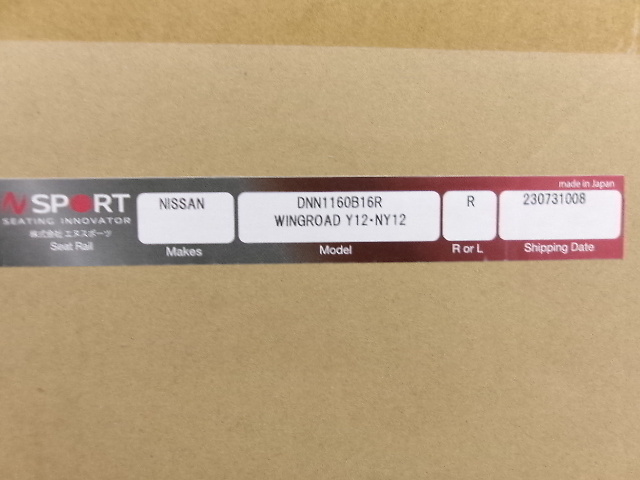 made in Japan
N SPORT
SEATING INNOVATOR
株式会社 エヌスポーツ
Seat Rail
NISSAN
Makes
DNN1160B16R
WINGROAD Y12・NY12
Model
R
R or L
230731008
Shipping Date